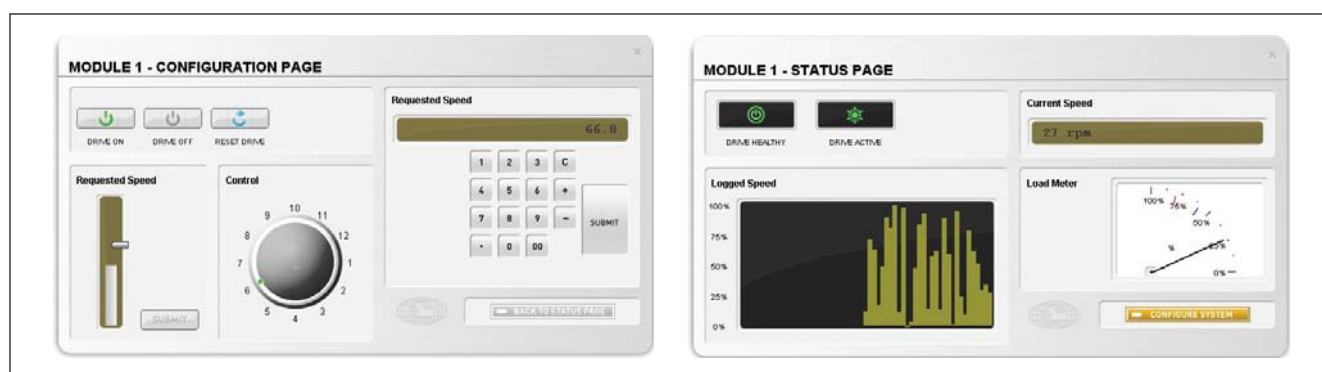 MODULE 1 - CONFIGURATION PAGE
DRIVE ON DRIVE OFF RESET DRIVE
Requested Speed
66.8
1 2 3 C
4 5 6 +
7 8 9 -
. 0 00
SUBMIT
Requested Speed
SUBMIT
Control
1
2
3
4
5
6
7
8
9
10
11
12
BACK TO STATUS PAGE
MODULE 1 - STATUS PAGE
DRIVE HEALTHY DRIVE ACTIVE
Current Speed
27 rpm
Logged Speed
100%
75%
50%
25%
0%
Load Meter
100%
75%
50%
25%
0%
%
CONFIGURE SYSTEM